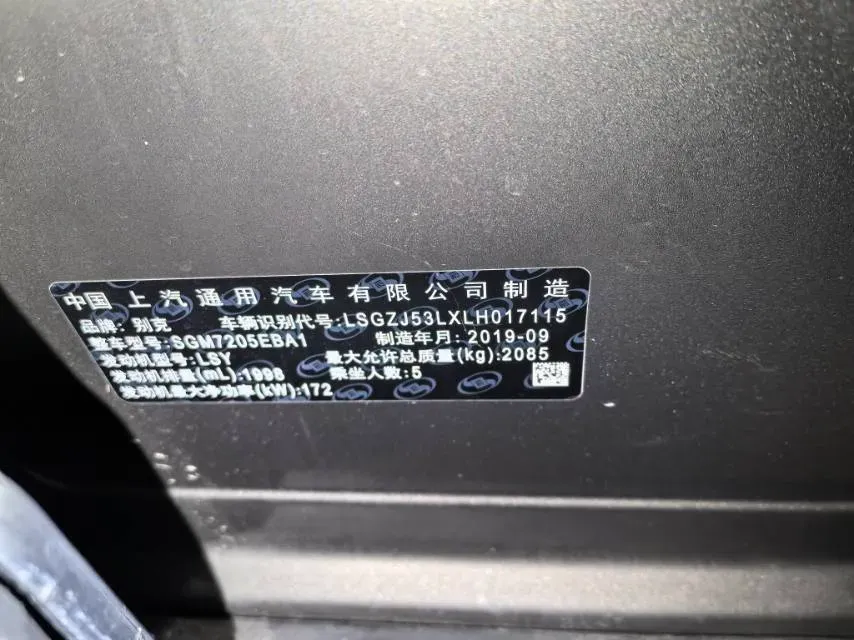 中国 上汽通用汽车有限公司制造
品牌: 别克 车辆识别代号:LSGZJ53LXLH017115
整车型号:SGM7205EBA1 制造年月: 2019-09
发动机型号:LSY 最大允许总质量(kg):2085
发动机排量(mL):1998 乘坐人数:5
发动机最大净功率(kW):172